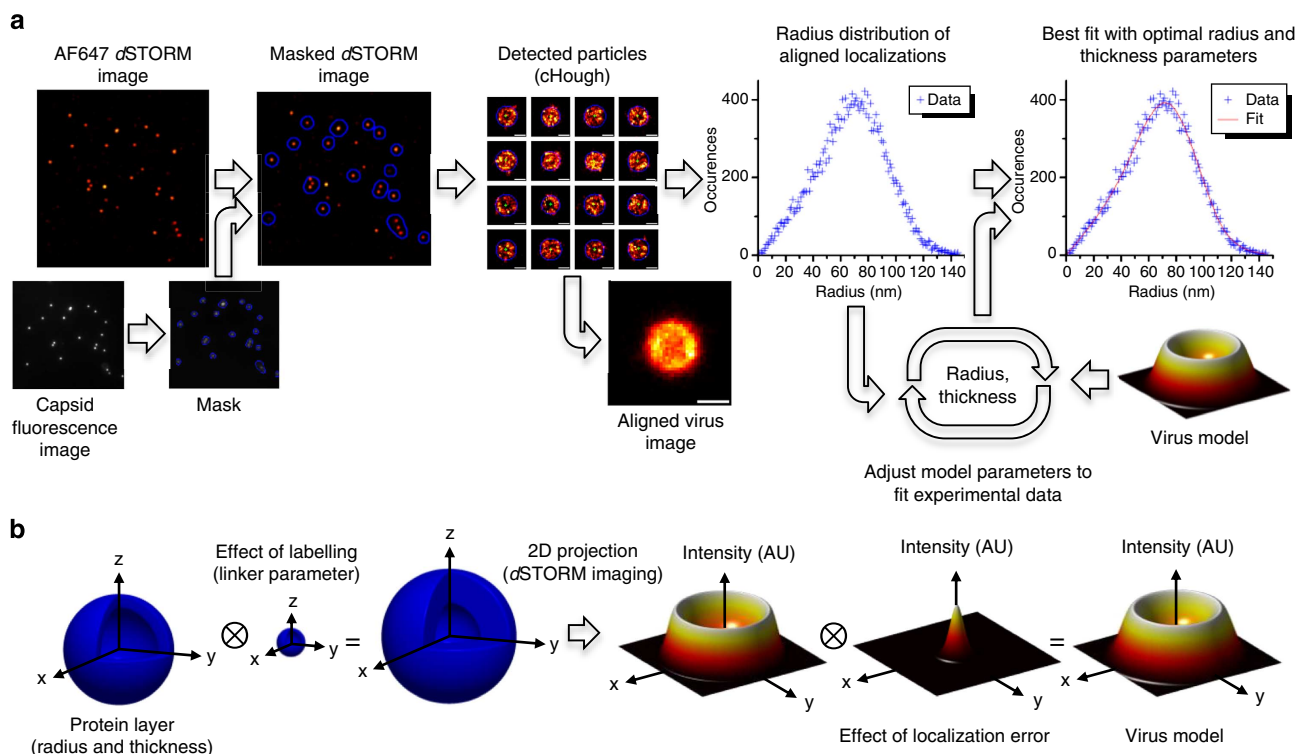 a
AF647 dSTORM
image
Masked dSTORM
image
Detected particles
(cHough)
Radius distribution of
aligned localizations
Best fit with optimal radius and
thickness parameters
Capsid
fluorescence
image
Mask
Aligned virus
image
Occurences
400
200
0
0
20
40
60
80
100
120
140
Radius (nm)
Data
Occurences
400
200
0
0
20
40
60
80
100
120
140
Radius (nm)
Data
Fit
Radius,
thickness
Virus model
Adjust model parameters to
fit experimental data
b
z
x
y
Protein layer
(radius and thickness)
⊗
Effect of labelling
(linker parameter)
z
x
y
=
z
x
y
2D projection
(dSTORM imaging)
Intensity (AU)
x
y
⊗
Intensity (AU)
x
y
Effect of localization error
=
Intensity (AU)
x
y
Virus model